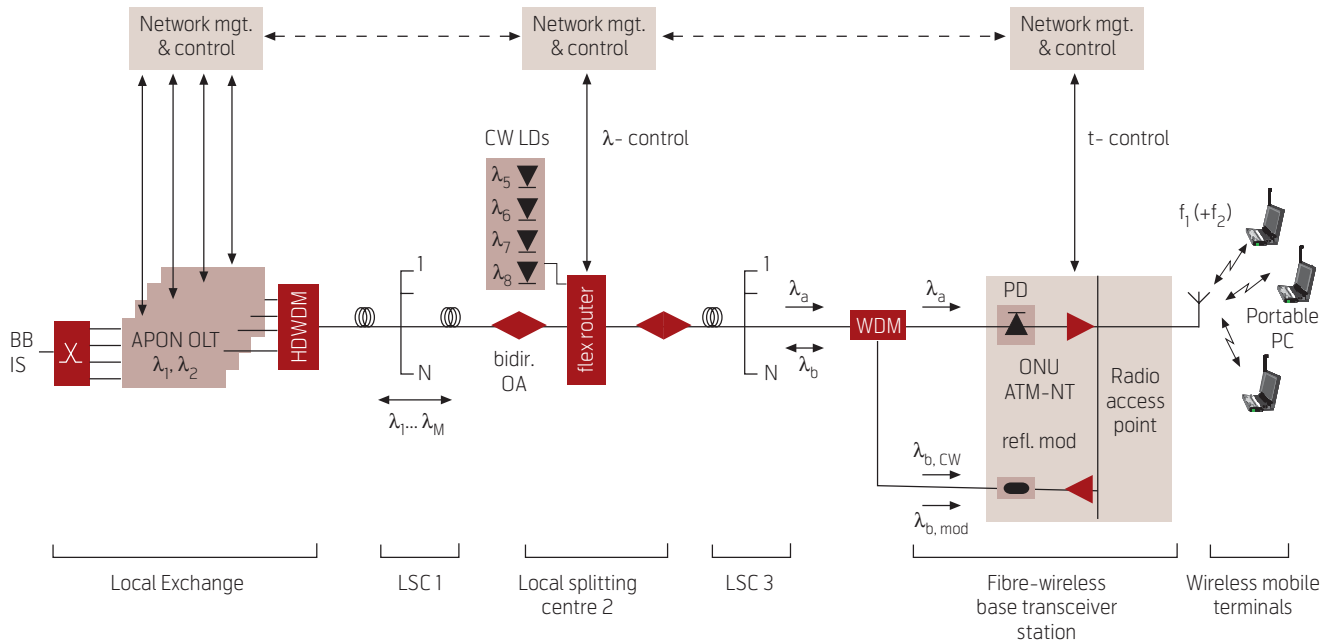 Network mgt.
& control
Network mgt.
& control
Network mgt.
& control
CW LDs
λ5
λ6
λ7
λ8
λ- control
t- control
f1 (+f2)
BB
IS
APON OLT
λ1, λ2
HDWDM
1
N
λ1... λM
bidir.
OA
flex router
1
N
λa
λb
WDM
λa
PD
ONU
ATM-NT
refl. mod
Radio
access
point
λb, CW
λb, mod
Portable
PC
Local Exchange
LSC 1
Local splitting
centre 2
LSC 3
Fibre-wireless
base transceiver
station
Wireless mobile
terminals